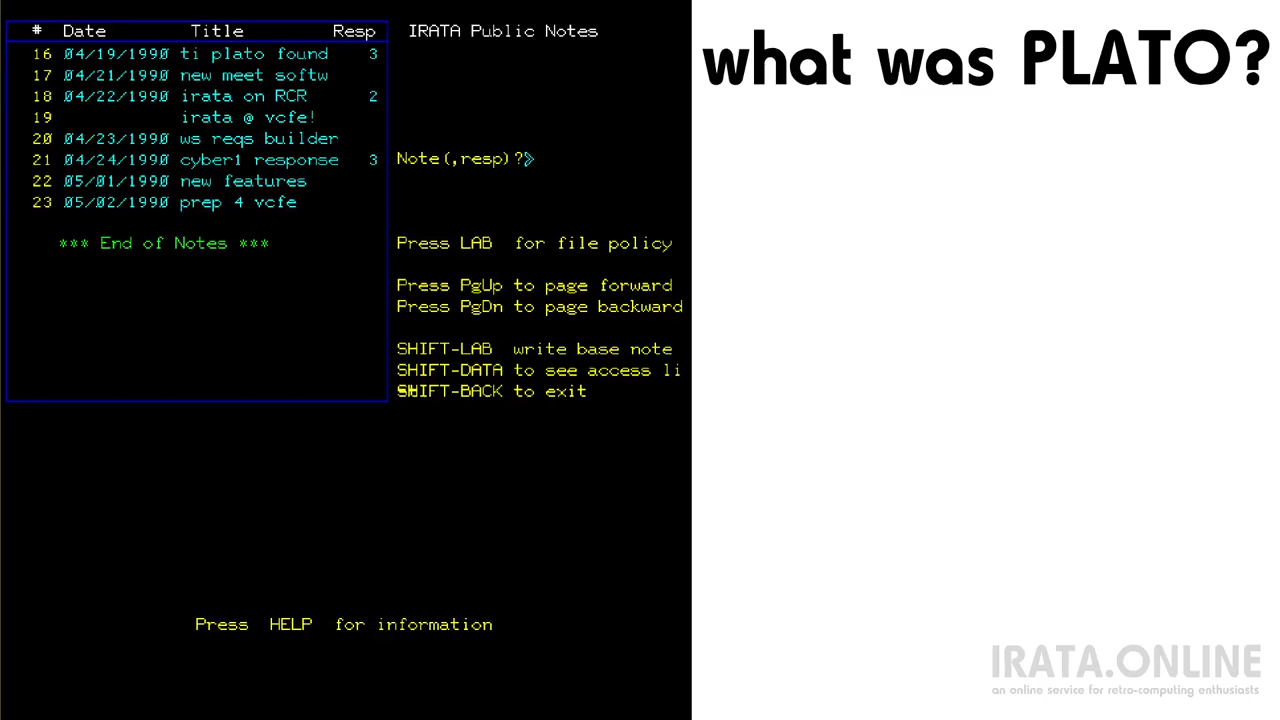 # Date Title Resp
16 04/19/1990 ti plato found 3
17 04/21/1990 new meet softw
18 04/22/1990 irata on RCR 2
19 irata @ vcfe!
20 04/23/1990 ws reqs builder
21 04/24/1990 cyber1 response 3
22 05/01/1990 new features
23 05/02/1990 prep 4 vcfe
*** End of Notes ***
IRATA Public Notes
Note(,resp)?
Press LAB for file policy
Press PgUp to page forward
Press PgDn to page backward
SHIFT-LAB write base note
SHIFT-DATA to see access li
SHIFT-BACK to exit
Press HELP for information
what was PLATO?
IRATA.ONLINE
an online service for retro-computing enthusiasts